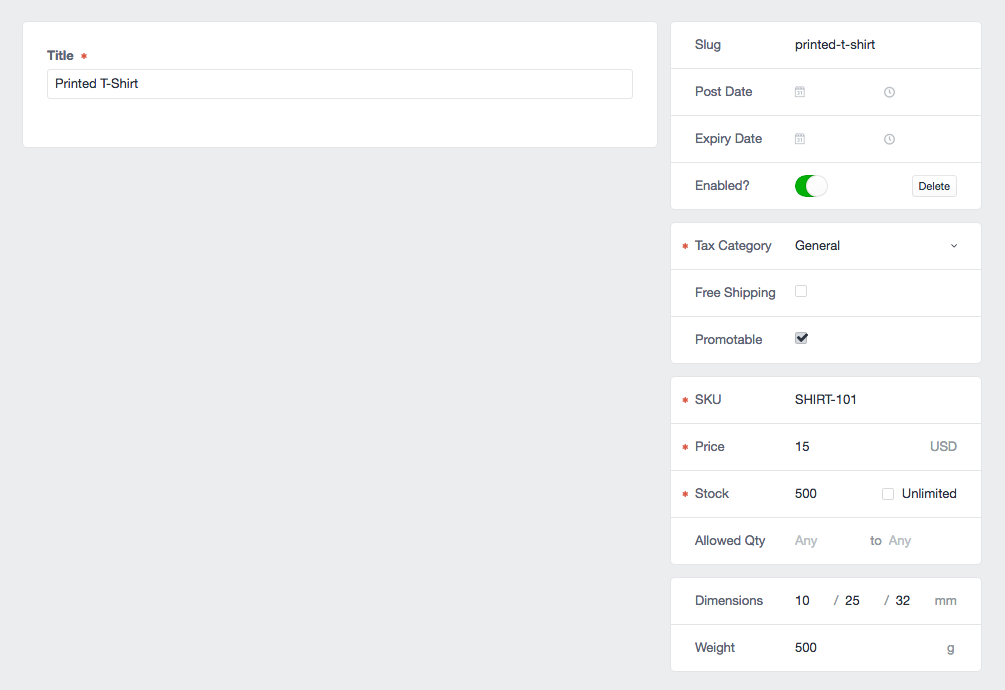 Title *
Printed T-Shirt
Slug printed-t-shirt
Post Date
Expiry Date
Enabled? Delete
* Tax Category General
Free Shipping
Promotable
* SKU SHIRT-101
* Price 15 USD
* Stock 500 Unlimited
Allowed Qty Any to Any
Dimensions 10 / 25 / 32 mm
Weight 500 g